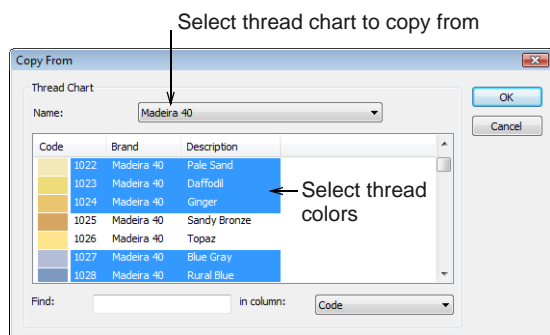 Select thread chart to copy from
Copy From
Thread Chart
OK
Name: Madeira 40
Cancel
Code Brand Description
1022 Madeira 40 Pale Sand
1023 Madeira 40 Daffodil
1024 Madeira 40 Ginger
Select thread
colors
1025 Madeira 40 Sandy Bronze
1026 Madeira 40 Topaz
1027 Madeira 40 Blue Gray
1028 Madeira 40 Rural Blue
Find: in column: Code